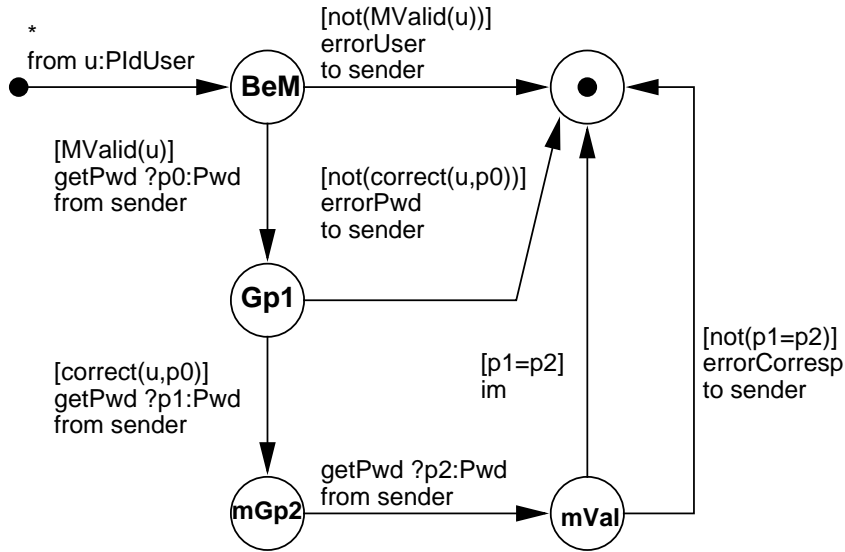 *
from u:PIdUser
[not(MValid(u))]
errorUser
to sender
BeM
[MValid(u)]
getPwd ?p0:Pwd
from sender
[not(correct(u,p0))]
errorPwd
to sender
Gp1
[correct(u,p0)]
getPwd ?p1:Pwd
from sender
[p1=p2]
im
[not(p1=p2)]
errorCorresp
to sender
getPwd ?p2:Pwd
from sender
mGp2
mVal